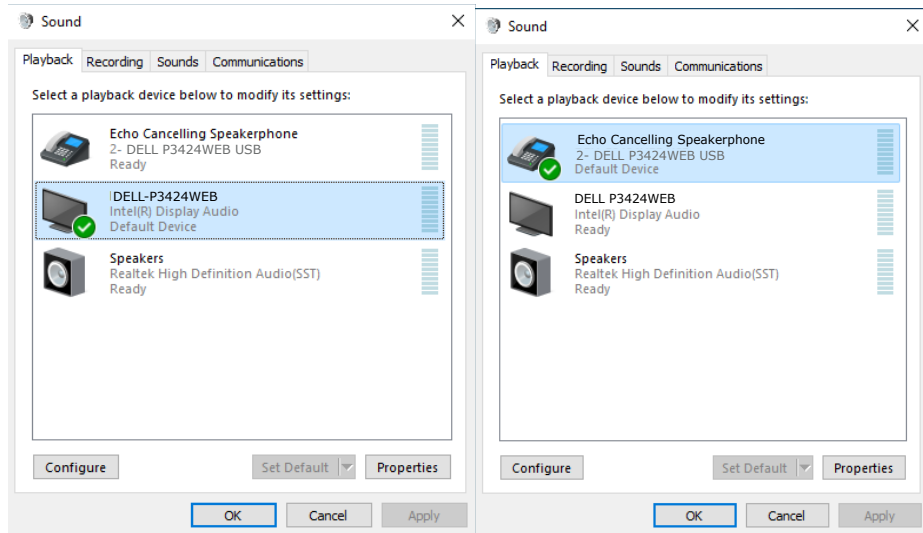 Sound
Playback Recording Sounds Communications
Select a playback device below to modify its settings:
Echo Cancelling Speakerphone
2- DELL P3424WEB USB
Ready
DELL-P3424WEB
Intel(R) Display Audio
Default Device
Speakers
Realtek High Definition Audio(SST)
Ready
Configure Set Default Properties
OK Cancel Apply
Sound
Playback Recording Sounds Communications
Select a playback device below to modify its settings:
Echo Cancelling Speakerphone
2- DELL P3424WEB USB
Default Device
DELL P3424WEB
Intel(R) Display Audio
Ready
Speakers
Realtek High Definition Audio(SST)
Ready
Configure Set Default Properties
OK Cancel Apply